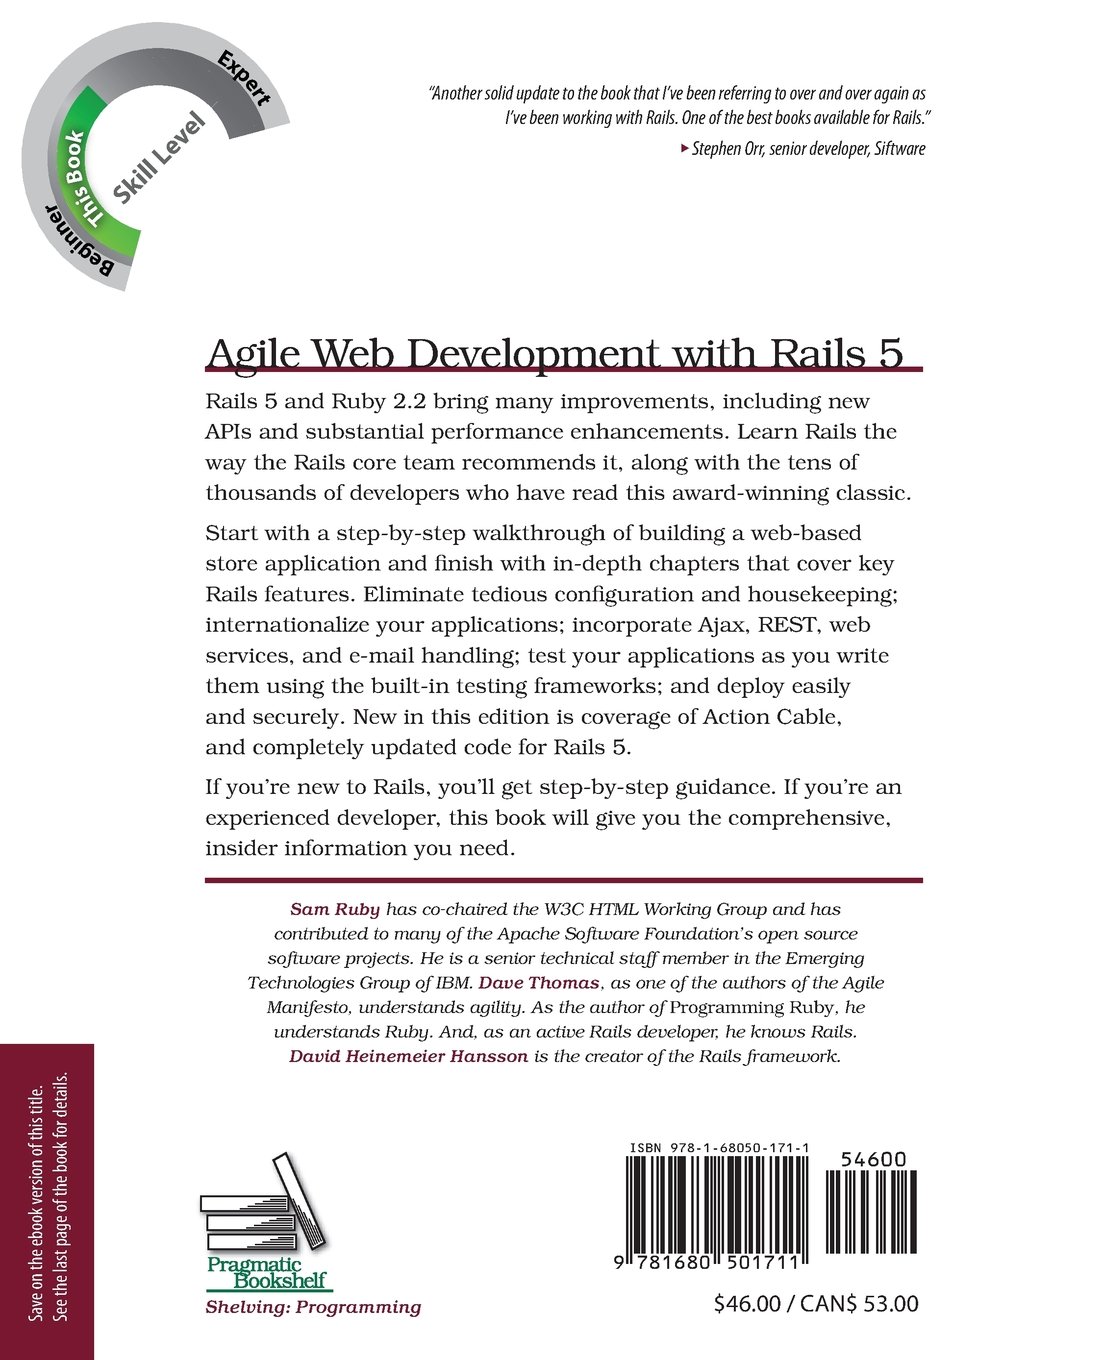 Expert
Skill Level
This Book
Beginner
“Another solid update to the book that I’ve been referring to over and over again as
I’ve been working with Rails. One of the best books available for Rails.”
▶ Stephen Orr, senior developer, Siftware
Agile Web Development with Rails 5
Rails 5 and Ruby 2.2 bring many improvements, including new
APIs and substantial performance enhancements. Learn Rails the
way the Rails core team recommends it, along with the tens of
thousands of developers who have read this award-winning classic.
Start with a step-by-step walkthrough of building a web-based
store application and finish with in-depth chapters that cover key
Rails features. Eliminate tedious configuration and housekeeping;
internationalize your applications; incorporate Ajax, REST, web
services, and e-mail handling; test your applications as you write
them using the built-in testing frameworks; and deploy easily
and securely. New in this edition is coverage of Action Cable,
and completely updated code for Rails 5.
If you’re new to Rails, you’ll get step-by-step guidance. If you’re an
experienced developer, this book will give you the comprehensive,
insider information you need.
Sam Ruby has co-chaired the W3C HTML Working Group and has
contributed to many of the Apache Software Foundation’s open source
software projects. He is a senior technical staff member in the Emerging
Technologies Group of IBM. Dave Thomas, as one of the authors of the Agile
Manifesto, understands agility. As the author of Programming Ruby, he
understands Ruby. And, as an active Rails developer, he knows Rails.
David Heinemeier Hansson is the creator of the Rails framework.
Save on the ebook version of this title.
See the last page of the book for details.
Pragmatic
Bookshelf
Shelving: Programming
ISBN 978-1-68050-171-1
54600
9 781680 501711
$46.00 / CAN$ 53.00